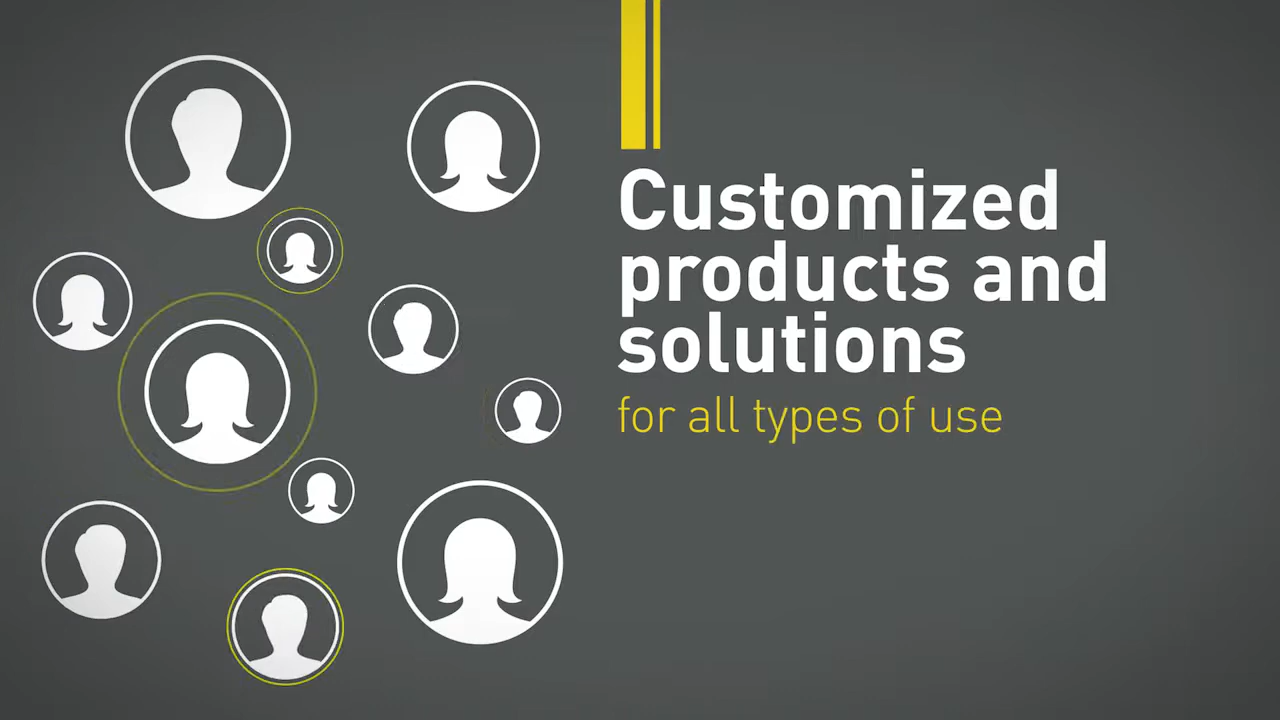 Customized
products and
solutions
for all types of use